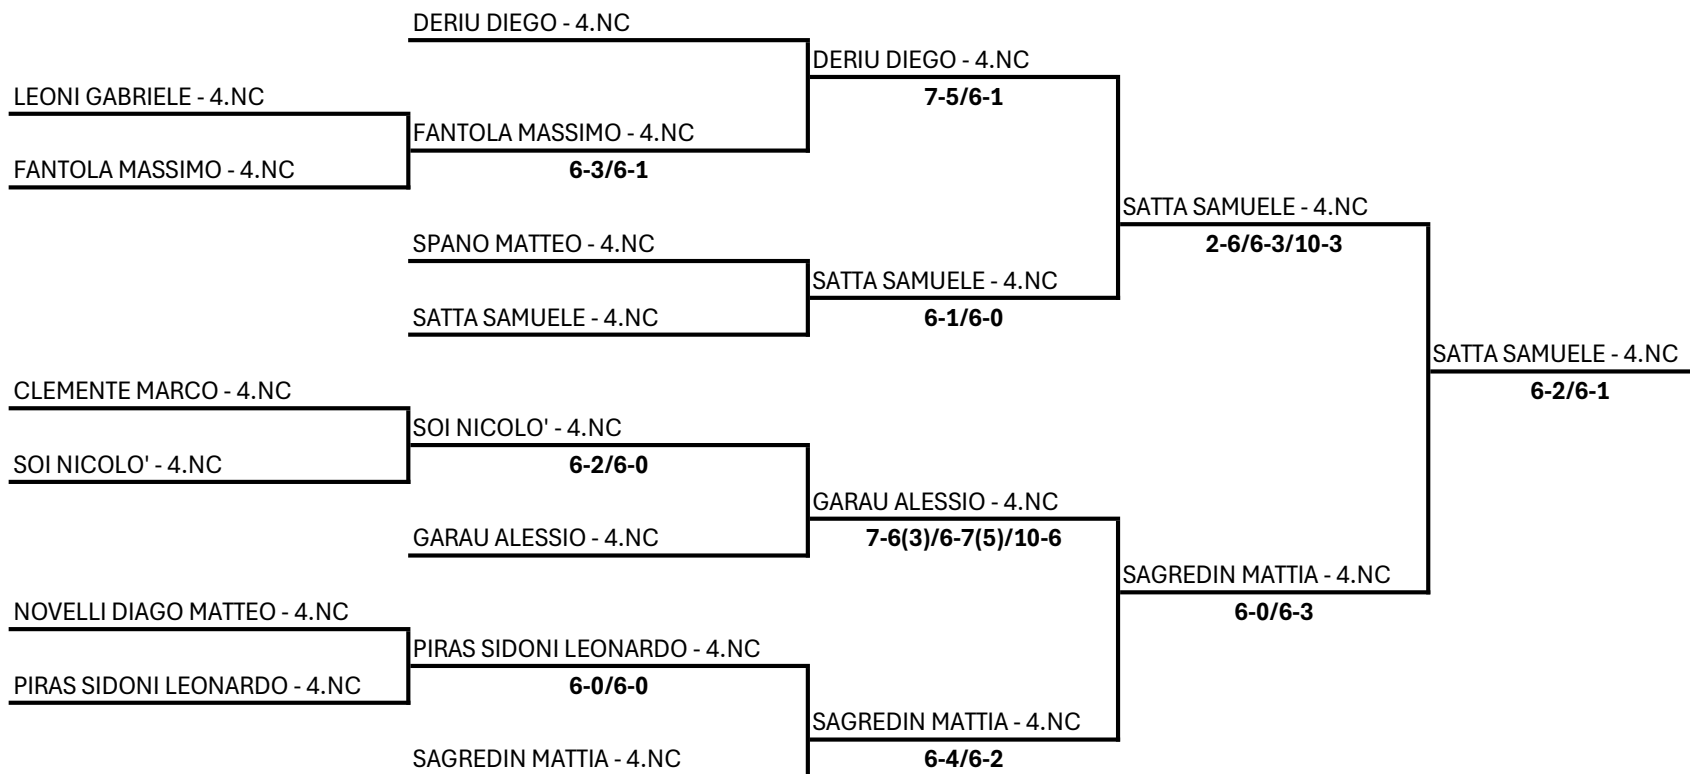 DERIU DIEGO - 4.NC
DERIU DIEGO - 4.NC
LEONI GABRIELE - 4.NC
7-5/6-1
FANTOLA MASSIMO - 4.NC
FANTOLA MASSIMO - 4.NC
6-3/6-1
SATTA SAMUELE - 4.NC
SPANO MATTEO - 4.NC
2-6/6-3/10-3
SATTA SAMUELE - 4.NC
SATTA SAMUELE - 4.NC
6-1/6-0
SATTA SAMUELE - 4.NC
CLEMENTE MARCO - 4.NC
6-2/6-1
SOI NICOLO' - 4.NC
SOI NICOLO' - 4.NC
6-2/6-0
GARAU ALESSIO - 4.NC
GARAU ALESSIO - 4.NC
7-6(3)/6-7(5)/10-6
SAGREDIN MATTIA - 4.NC
NOVELLI DIAGO MATTEO - 4.NC
6-0/6-3
PIRAS SIDONI LEONARDO - 4.NC
PIRAS SIDONI LEONARDO - 4.NC
6-0/6-0
SAGREDIN MATTIA - 4.NC
SAGREDIN MATTIA - 4.NC
6-4/6-2